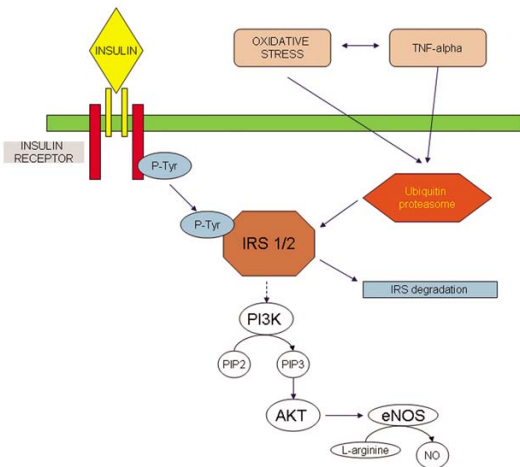 INSULIN
OXIDATIVE
STRESS
TNF-alpha
INSULIN
RECEPTOR
P-Tyr
Ubiquitin
proteasome
P-Tyr
IRS 1/2
IRS degradation
PI3K
PIP2
PIP3
AKT
eNOS
L-arginine
NO